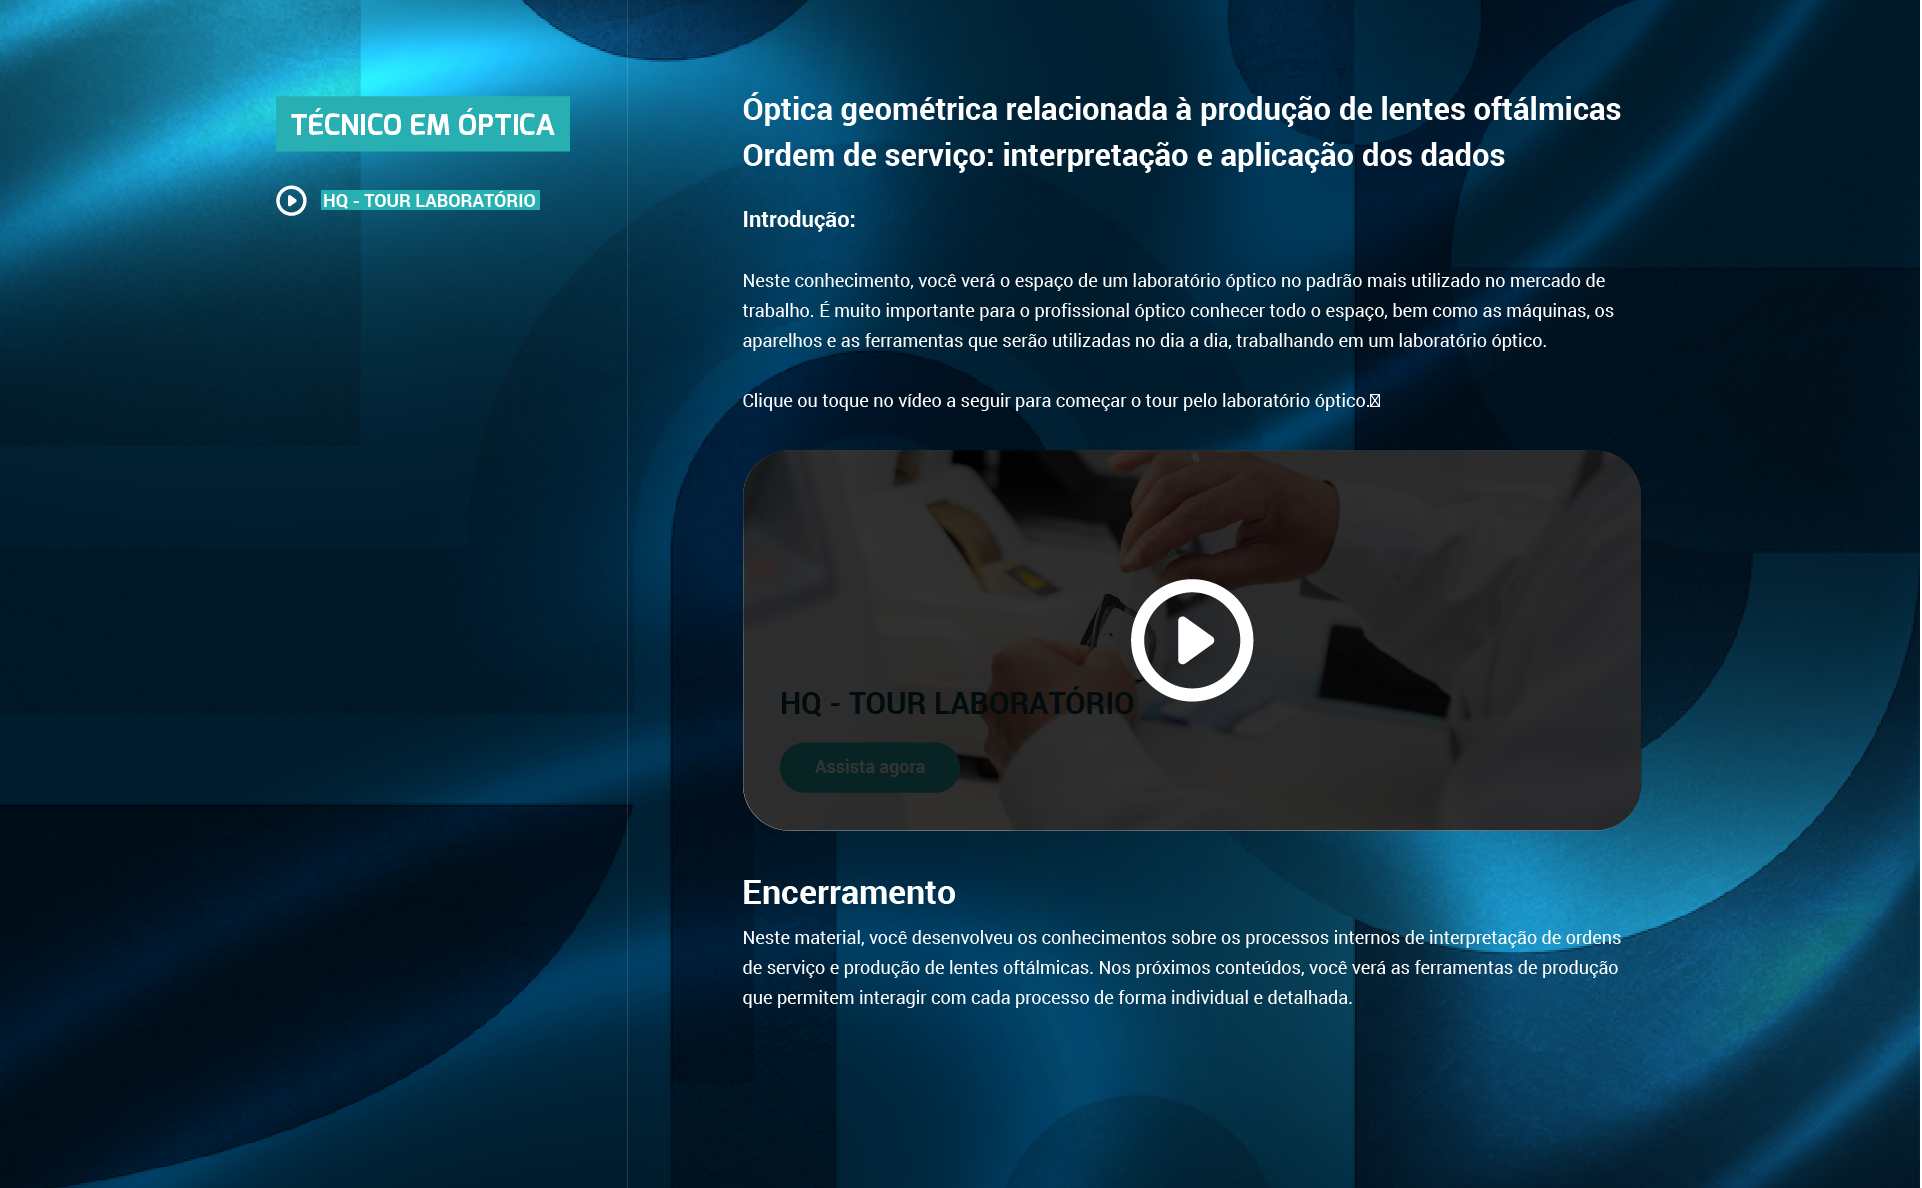 TÉCNICO EM ÓPTICA
HQ - TOUR LABORATÓRIO
Óptica geométrica relacionada à produção de lentes oftálmicas
Ordem de serviço: interpretação e aplicação dos dados
Introdução:
Neste conhecimento, você verá o espaço de um laboratório óptico no padrão mais utilizado no mercado de
trabalho. É muito importante para o profissional óptico conhecer todo o espaço, bem como as máquinas, os
aparelhos e as ferramentas que serão utilizadas no dia a dia, trabalhando em um laboratório óptico.
Clique ou toque no vídeo a seguir para começar o tour pelo laboratório óptico.
HQ - TOUR LABORATÓRIO
Assista agora
Encerramento
Neste material, você desenvolveu os conhecimentos sobre os processos internos de interpretação de ordens
de serviço e produção de lentes oftálmicas. Nos próximos conteúdos, você verá as ferramentas de produção
que permitem interagir com cada processo de forma individual e detalhada.